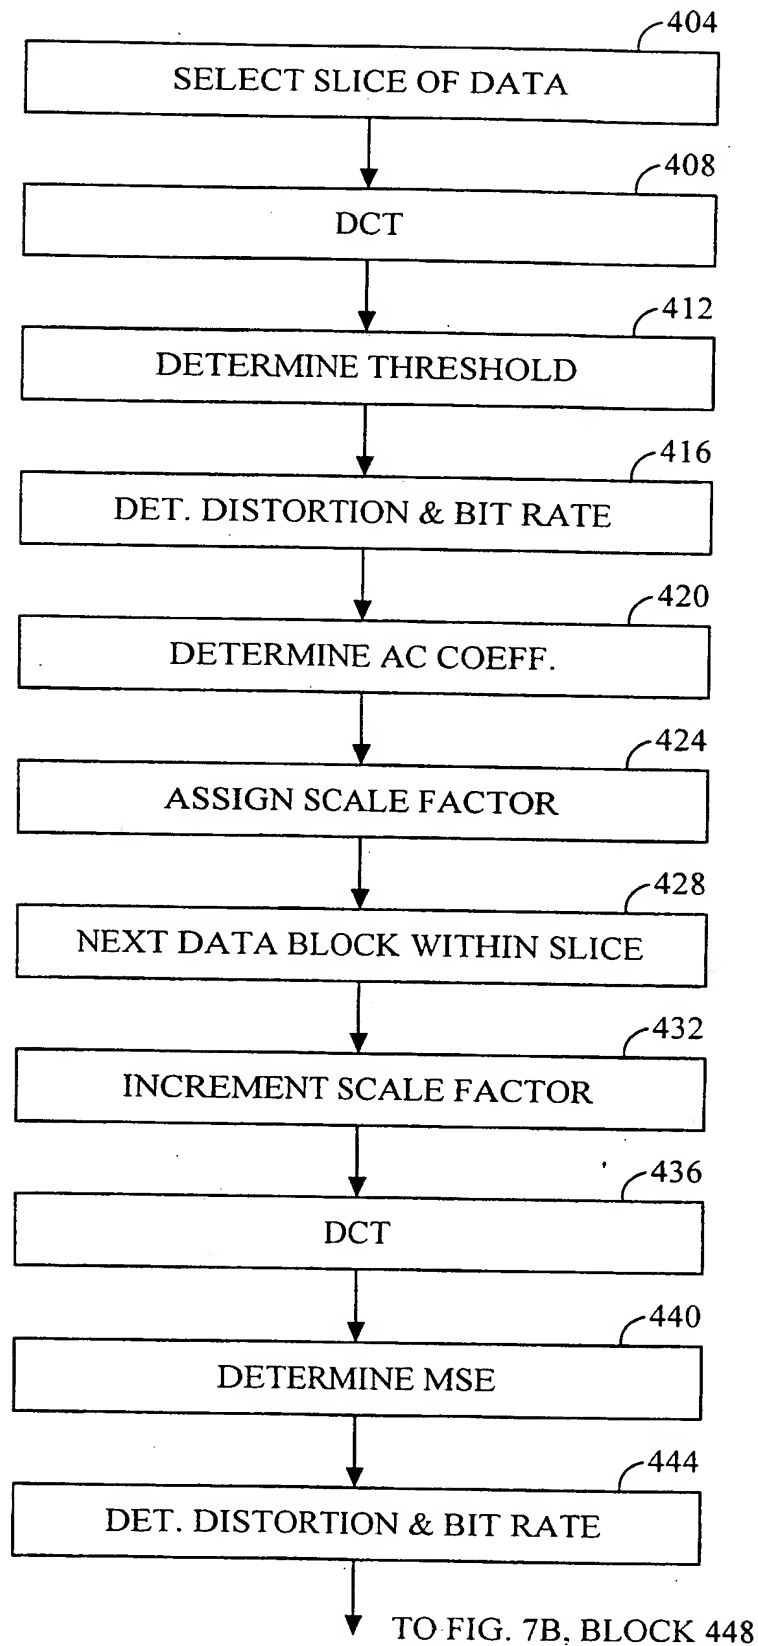 404
SELECT SLICE OF DATA
408
DCT
412
DETERMINE THRESHOLD
416
DET. DISTORTION & BIT RATE
420
DETERMINE AC COEFF.
424
ASSIGN SCALE FACTOR
428
NEXT DATA BLOCK WITHIN SLICE
432
INCREMENT SCALE FACTOR
436
DCT
440
DETERMINE MSE
444
DET. DISTORTION & BIT RATE
TO FIG. 7B, BLOCK 448